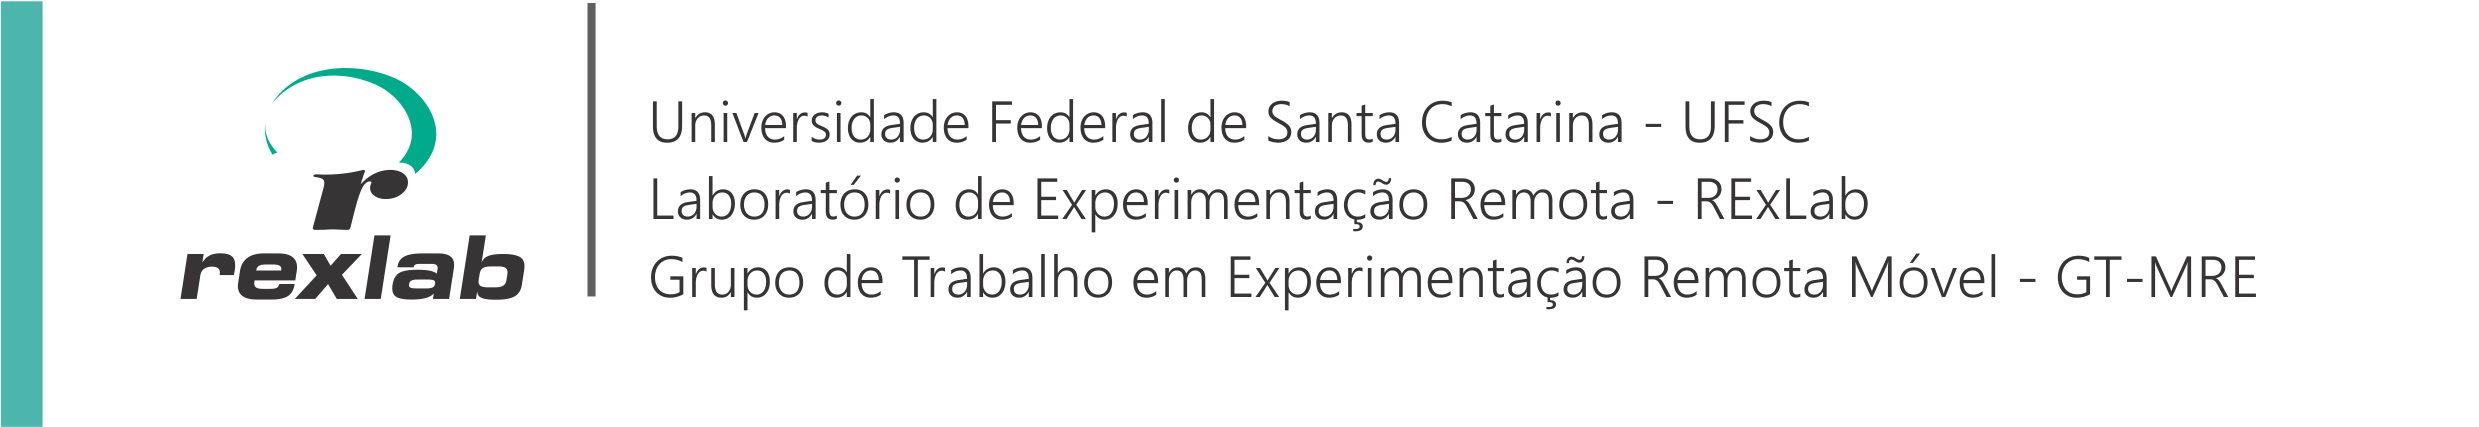 r
rexlab
Universidade Federal de Santa Catarina - UFSC
Laboratório de Experimentação Remota - RExLab
Grupo de Trabalho em Experimentação Remota Móvel - GT-MRE